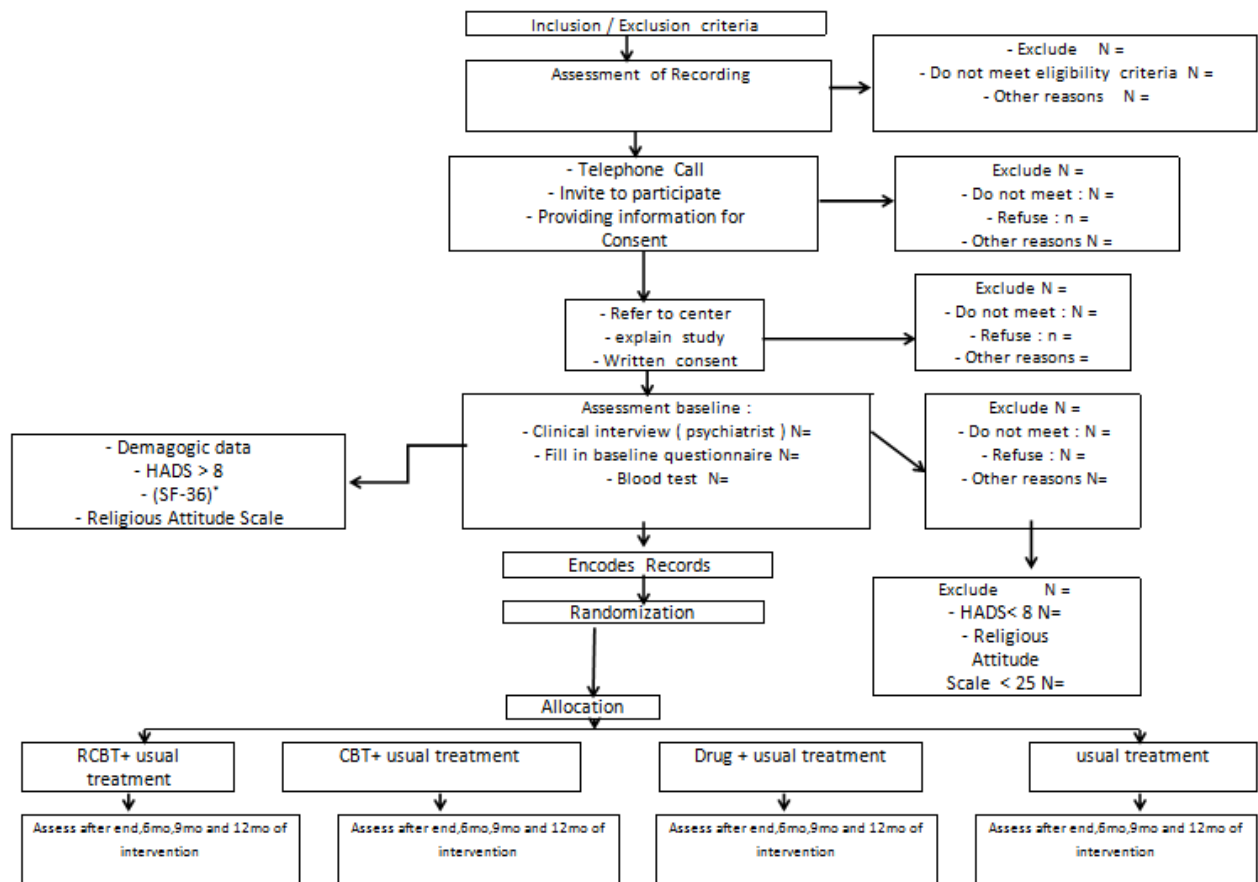 Inclusion / Exclusion criteria
Assessment of Recording
- Exclude N =
- Do not meet eligibility criteria N =
- Other reasons N =
- Telephone Call
- Invite to participate
- Providing information for
Consent
Exclude N =
- Do not meet : N =
- Refuse : n =
- Other reasons N =
- Refer to center
- explain study
- Written consent
Exclude N =
- Do not meet : N =
- Refuse : n =
- Other reasons =
Assessment baseline :
- Clinical interview ( psychiatrist ) N=
- Fill in baseline questionnaire N=
- Blood test N=
- Demagogic data
- HADS > 8
- (SF-36)*
- Religious Attitude Scale
Exclude N =
- Do not meet : N =
- Refuse : N =
- Other reasons N=
Exclude N =
- HADS< 8 N=
- Religious
Attitude
Scale < 25 N=
Encodes Records
Randomization
Allocation
RCBT+ usual
treatment
CBT+ usual treatment
Drug + usual treatment
usual treatment
Assess after end,6mo,9mo and 12mo of
intervention
Assess after end,6mo,9mo and 12mo of
intervention
Assess after end,6mo,9mo and 12mo of
intervention
Assess after end,6mo,9mo and 12mo of
intervention